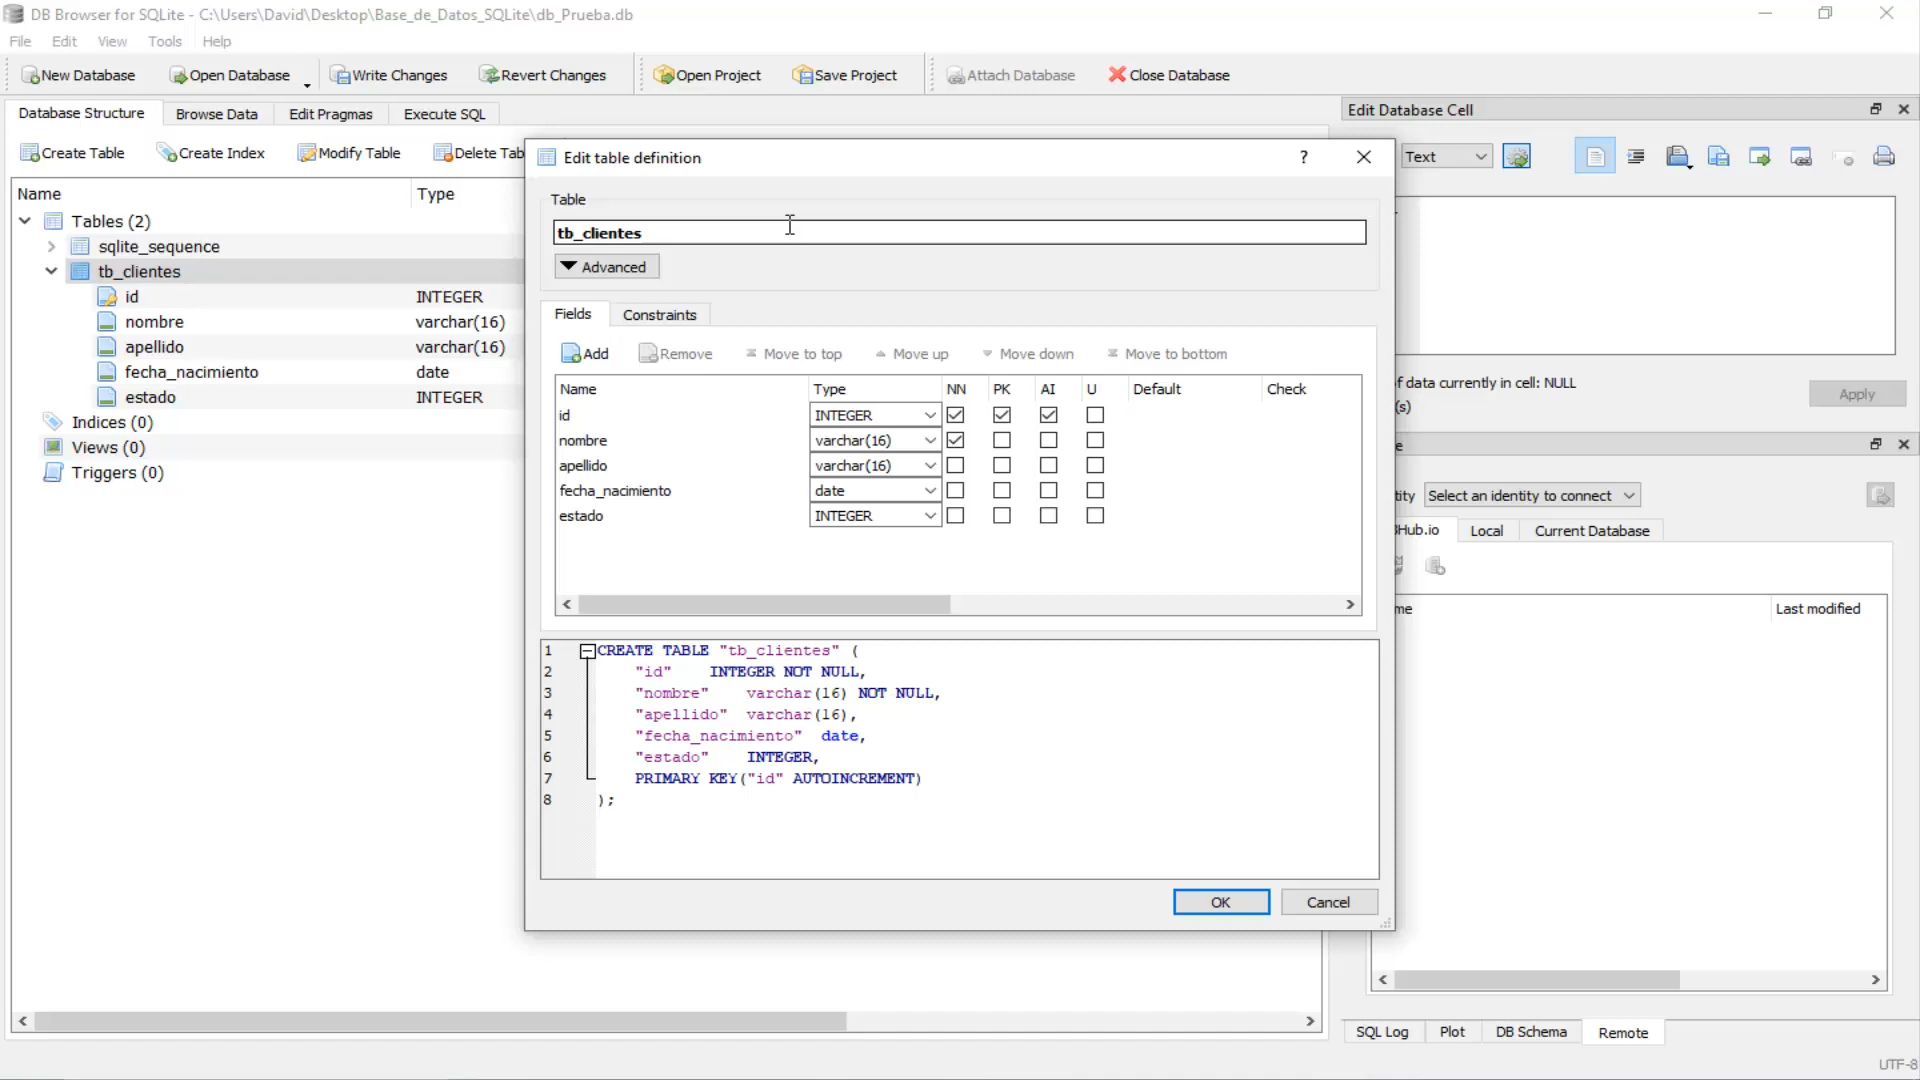 DB Browser for SQLite - C:\Users\David\Desktop\Base_de_Datos_SQLite\db_Prueba.db
File Edit View Tools Help
New Database Open Database Write Changes Revert Changes Open Project Save Project Attach Database Close Database
Database Structure Browse Data Edit Pragmas Execute SQL
Create Table Create Index Modify Table Delete Tab
Name Type
Tables (2)
sqlite_sequence
tb_clientes
id INTEGER
nombre varchar(16)
apellido varchar(16)
fecha_nacimiento date
estado INTEGER
Indices (0)
Views (0)
Triggers (0)
Edit table definition ?
Table
tb_clientes
Advanced
Fields Constraints
Add Remove Move to top Move up Move down Move to bottom
Name Type NN PK AI U Default Check
id INTEGER
nombre varchar(16)
apellido varchar(16)
fecha_nacimiento date
estado INTEGER
1 CREATE TABLE "tb_clientes" (
2 "id" INTEGER NOT NULL,
3 "nombre" varchar(16) NOT NULL,
4 "apellido" varchar(16),
5 "fecha_nacimiento" date,
6 "estado" INTEGER,
7 PRIMARY KEY("id" AUTOINCREMENT)
8 );
OK Cancel
Edit Database Cell
Text
f data currently in cell: NULL
(s)
Apply
e
tity Select an identity to connect
Hub.io Local Current Database
me Last modified
SQL Log Plot DB Schema Remote
UTF-8